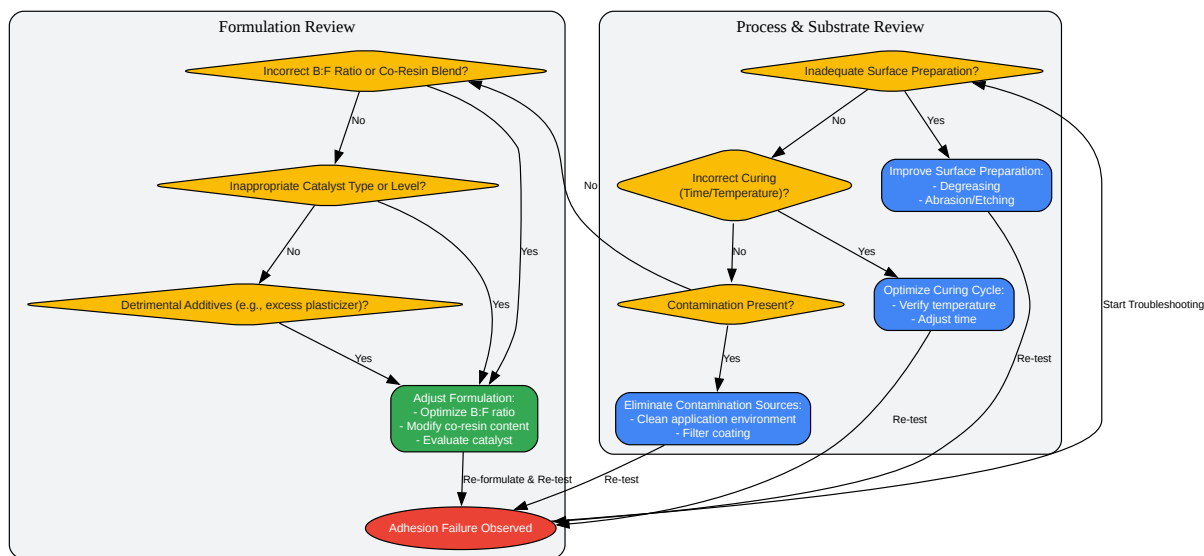 Formulation Review
Incorrect B:F Ratio or Co-Resin Blend?
No
Inappropriate Catalyst Type or Level?
No
Yes
Detrimental Additives (e.g., excess plasticizer)?
Yes
Yes
Adjust Formulation:
- Optimize B:F ratio
- Modify co-resin content
- Evaluate catalyst
Re-formulate & Re-test
Adhesion Failure Observed
No
Process & Substrate Review
Inadequate Surface Preparation?
No
Yes
Incorrect Curing
(Time/Temperature)?
Improve Surface Preparation:
- Degreasing
- Abrasion/Etching
No
Yes
Contamination Present?
Optimize Curing Cycle:
- Verify temperature
- Adjust time
Start Troubleshooting
Yes
Re-test
Eliminate Contamination Sources:
- Clean application environment
- Filter coating
Re-test
Re-test